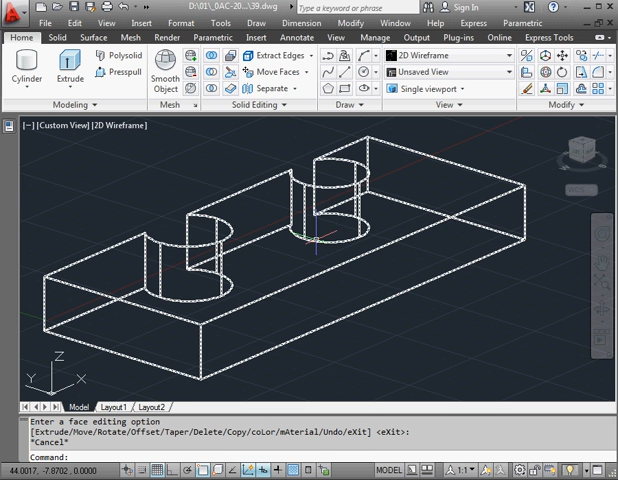 D:\01\_0AC-20...\39.dwg
Type a keyword or phrase
Sign In
File Edit View Insert Format Tools Draw Dimension Modify Window Express Parametric
Home Solid Surface Mesh Render Parametric Insert Annotate View Manage Output Plug-ins Online Express Tools
Cylinder
Extrude
Polysolid
Presspull
Smooth Object
Extract Edges
Move Faces
Separate
2D Wireframe
Unsaved View
Single viewport
Modeling
Mesh
Solid Editing
Draw
View
Modify
[−][Custom View][2D Wireframe]
WCS
Z
Y
X
Model Layout1 Layout2
Enter a face editing option
[Extrude/Move/Rotate/Offset/Taper/Delete/Copy/coLor/mAterial/Undo/eXit] <eXit>:
*Cancel*
Command:
44.0017, -7.8702, 0.0000
MODEL
1:1